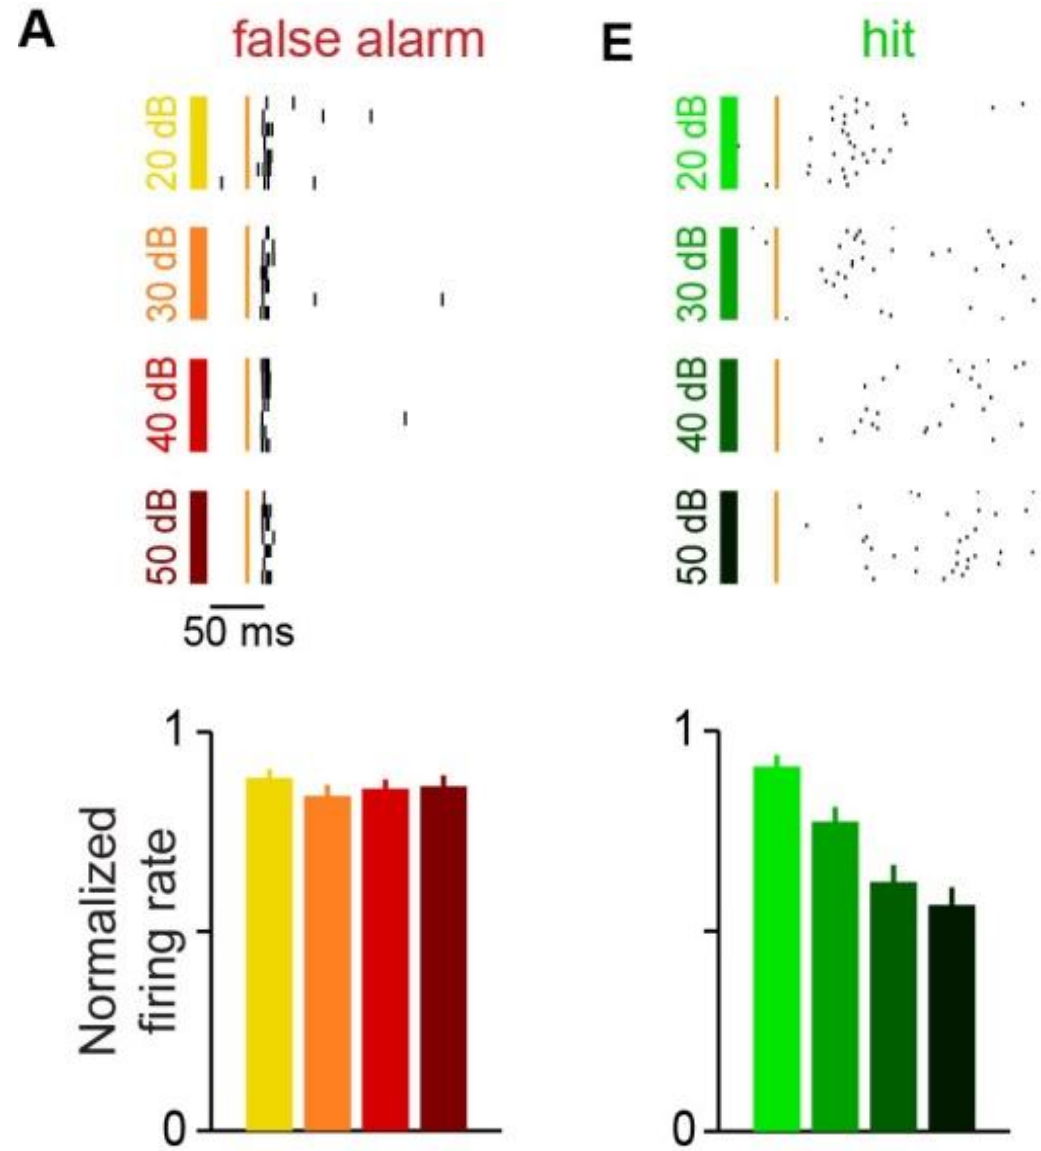 A
false alarm
20 dB
30 dB
40 dB
50 dB
50 ms
Normalized
firing rate
1
0
E
hit
20 dB
30 dB
40 dB
50 dB
1
0